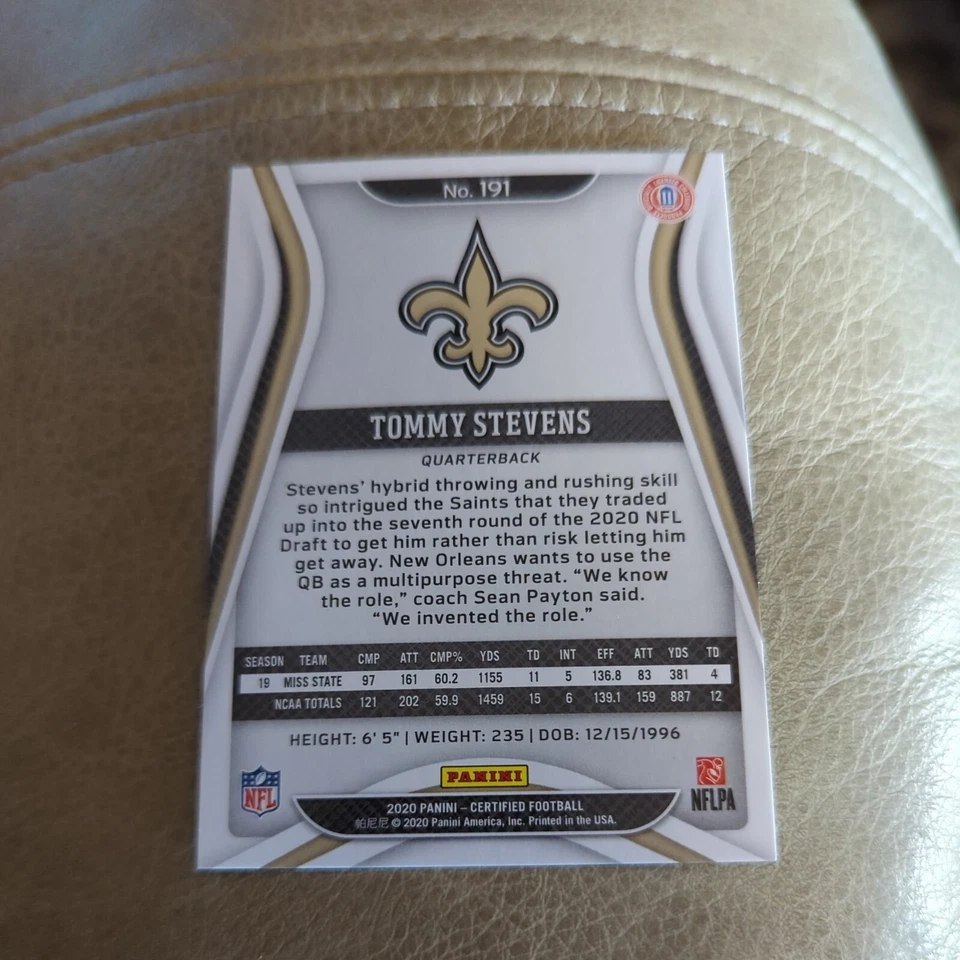 No. 191
TOMMY STEVENS
QUARTERBACK
Stevens' hybrid throwing and rushing skill
so intrigued the Saints that they traded
up into the seventh round of the 2020 NFL
Draft to get him rather than risk letting him
get away. New Orleans wants to use the
QB as a multipurpose threat. “We know
the role,” coach Sean Payton said.
“We invented the role.”
SEASON TEAM CMP ATT CMP% YDS TD INT EFF ATT YDS TD
19 MISS STATE 97 161 60.2 1155 11 5 136.8 83 381 4
NCAA TOTALS 121 202 59.9 1459 15 6 139.1 159 887 12
HEIGHT: 6' 5" | WEIGHT: 235 | DOB: 12/15/1996
PANINI
NFL
NFLPA
2020 PANINI – CERTIFIED FOOTBALL
帕尼尼 © 2020 Panini America, Inc. Printed in the USA.